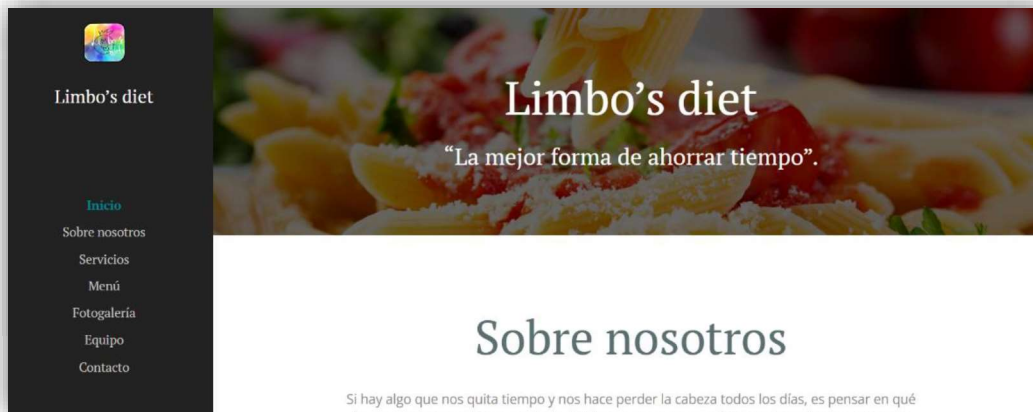 Limbo’s diet
Inicio
Sobre nosotros
Servicios
Menú
Fotogalería
Equipo
Contacto
Limbo’s diet
“La mejor forma de ahorrar tiempo”.
Sobre nosotros
Si hay algo que nos quita tiempo y nos hace perder la cabeza todos los días, es pensar en qué